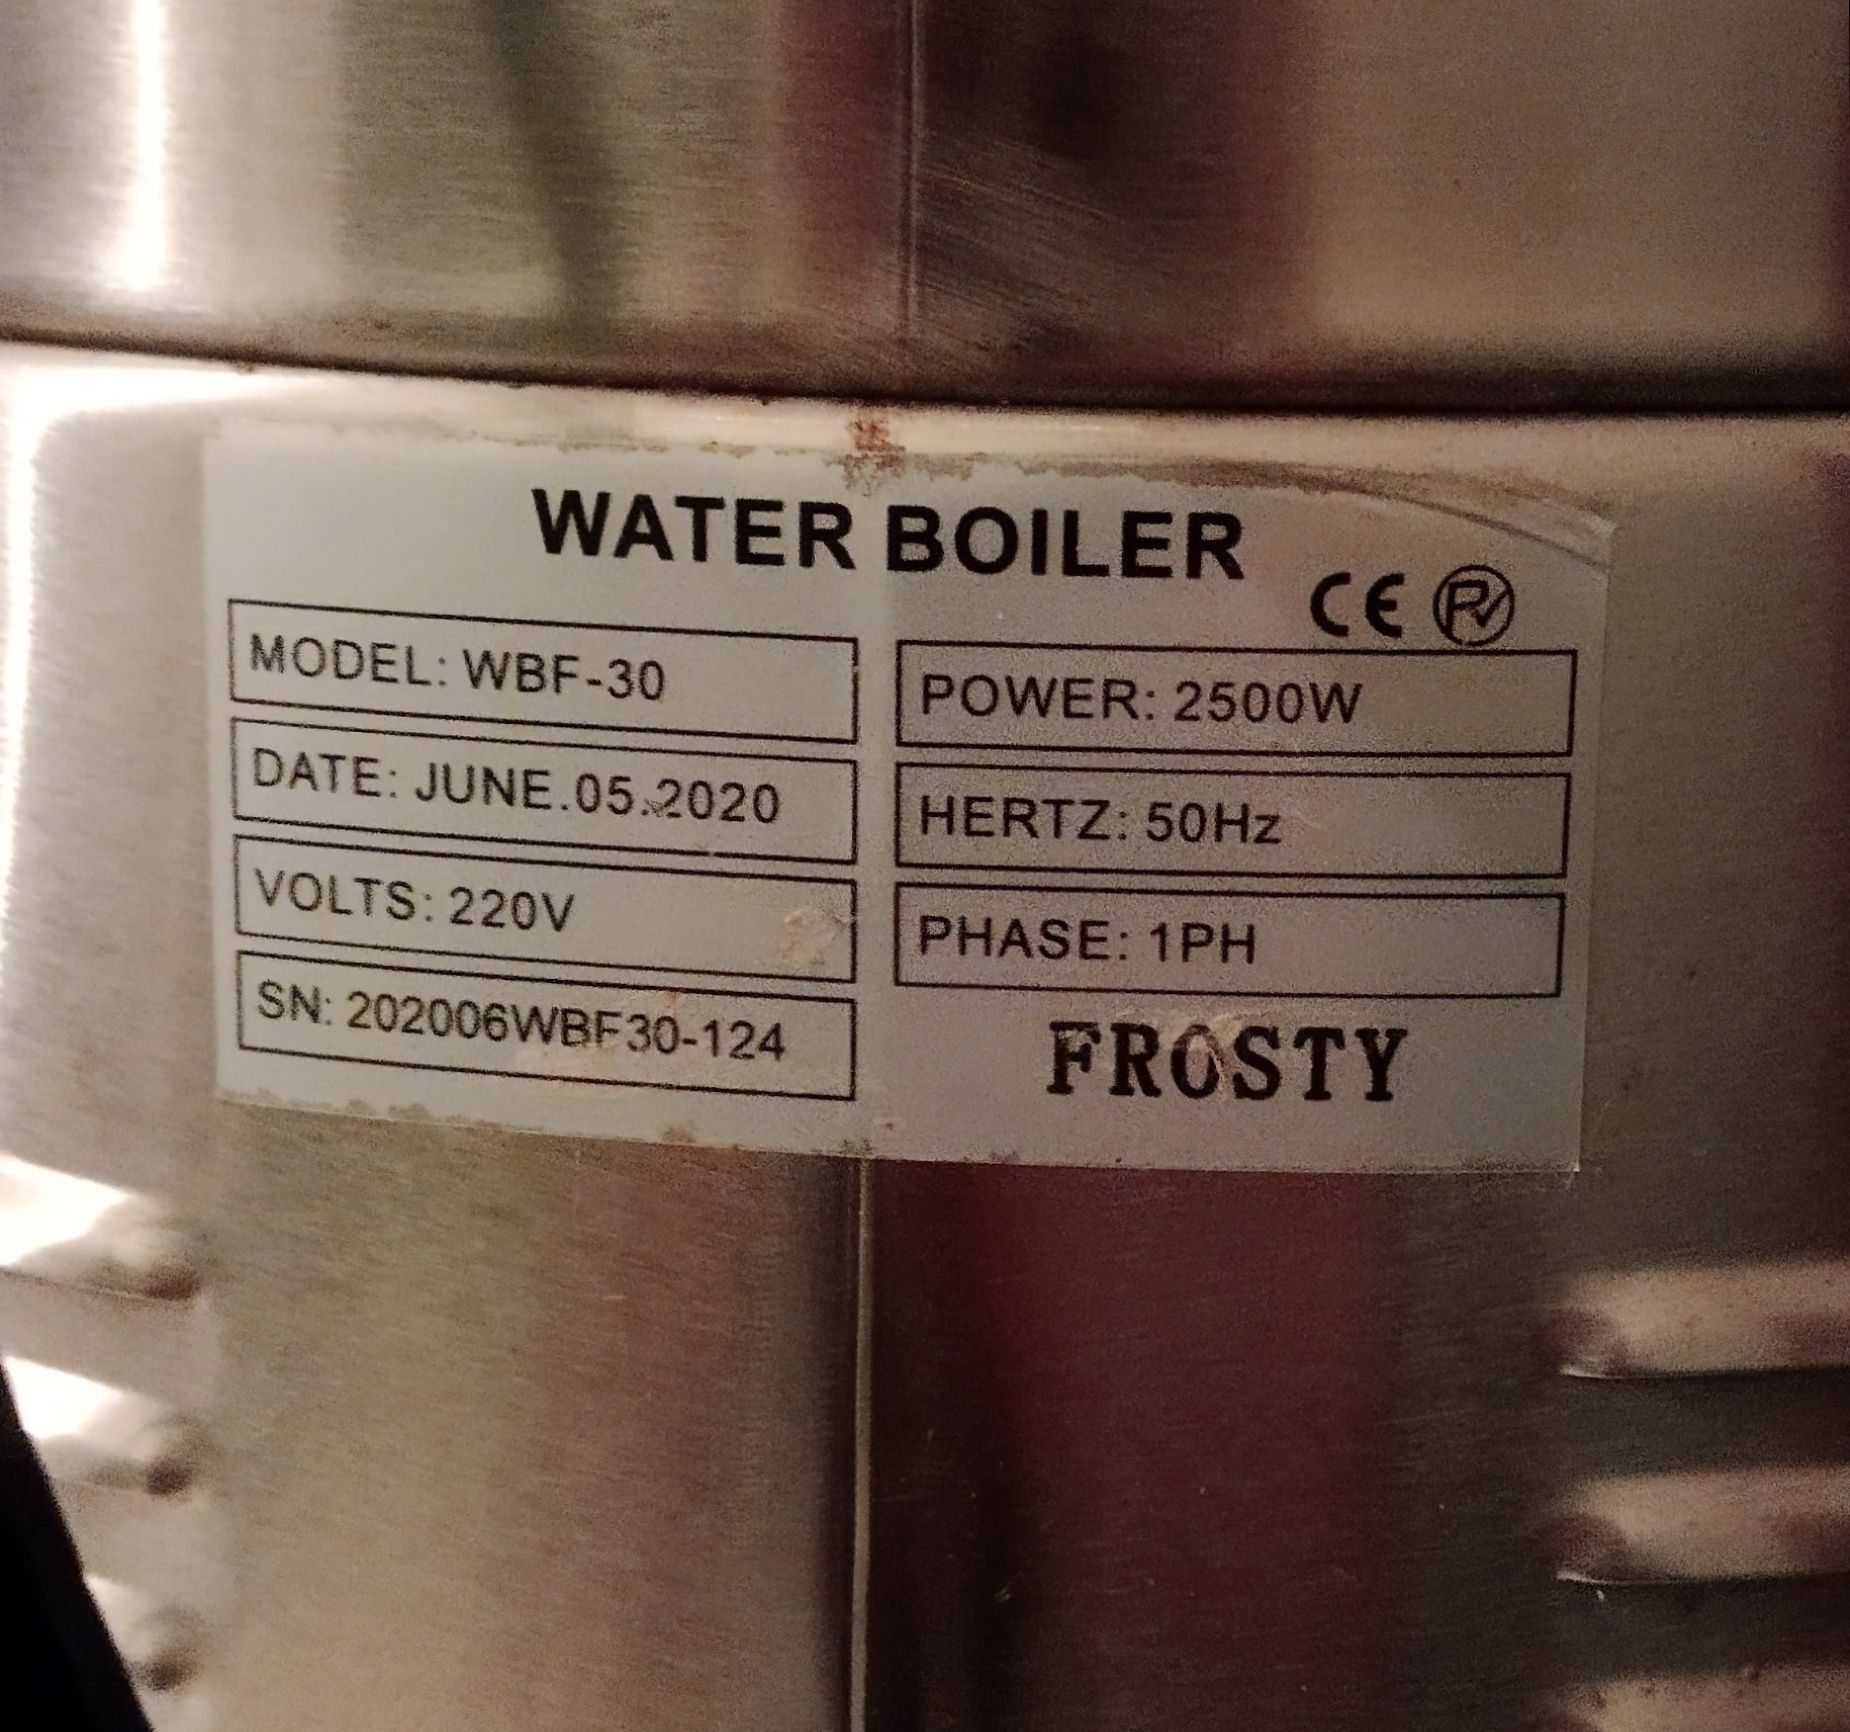 WATER BOILER
CE
MODEL: WBF-30
POWER: 2500W
DATE: JUNE.05.2020
HERTZ: 50Hz
VOLTS: 220V
PHASE: 1PH
SN: 202006WBF30-124
FROSTY